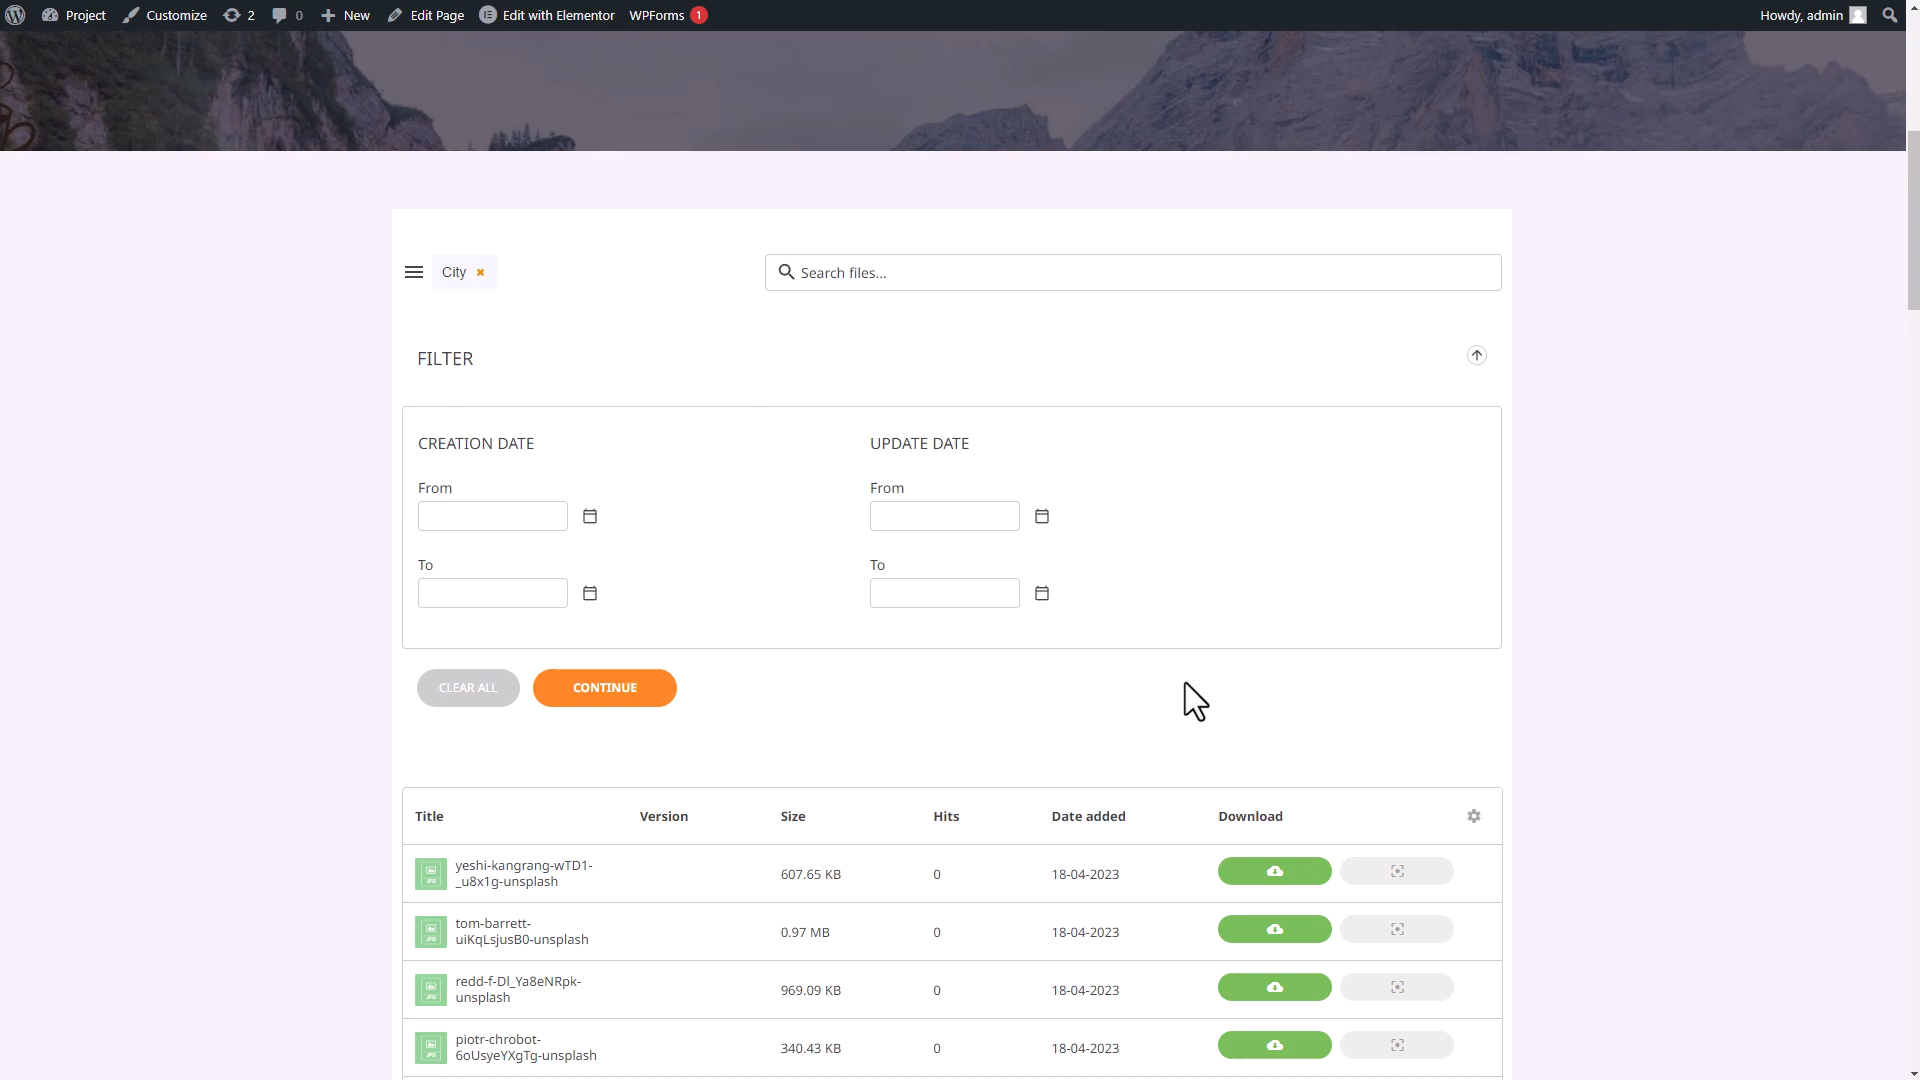 Project Customize 2 0 New Edit Page Edit with Elementor WPForms 1 Howdy, admin
City
Search files...
FILTER
CREATION DATE UPDATE DATE
From From
To To
CLEAR ALL CONTINUE
Title Version Size Hits Date added Download
yeshi-kangrang-wTD1-
_u8x1g-unsplash 607.65 KB 0 18-04-2023
tom-barrett-
uiKqLsjusB0-unsplash 0.97 MB 0 18-04-2023
redd-f-Dl_Ya8eNRpk-
unsplash 969.09 KB 0 18-04-2023
piotr-chrobot-
6oUsyeYXgTg-unsplash 340.43 KB 0 18-04-2023